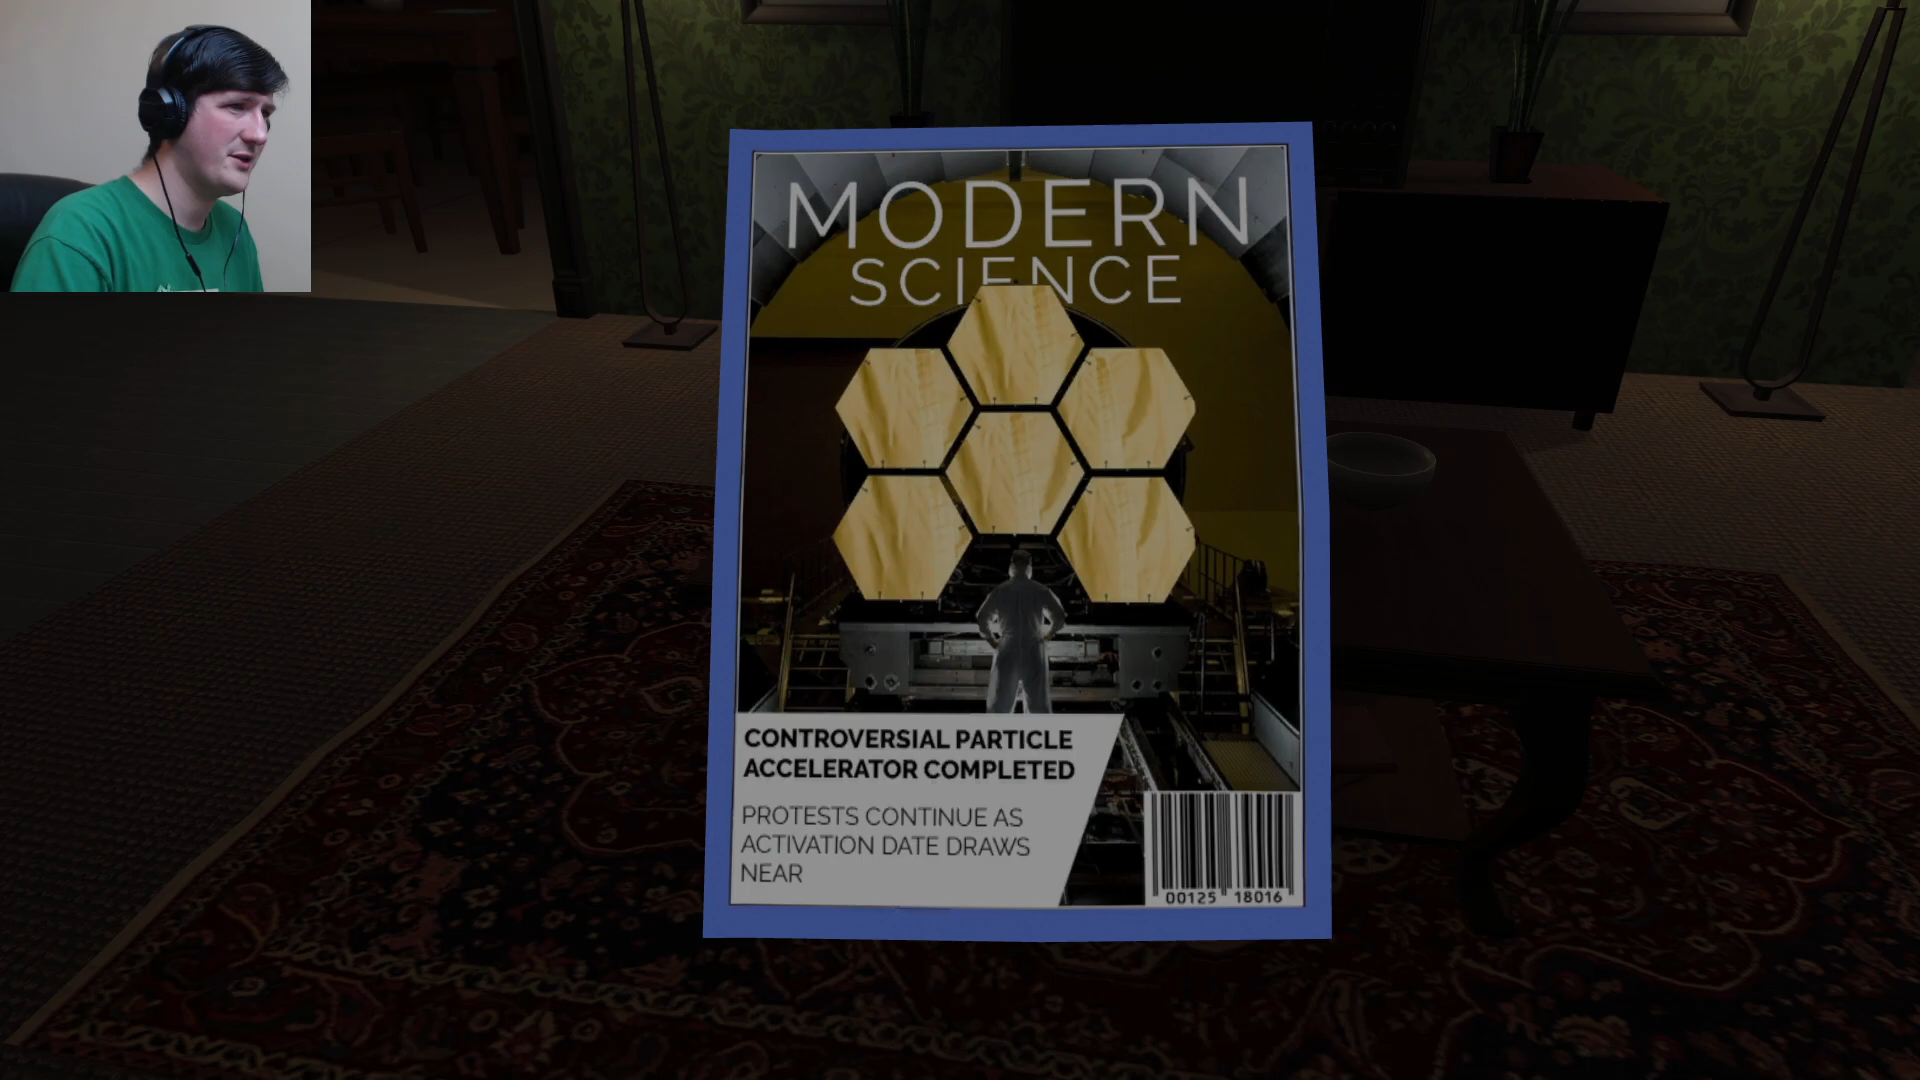 MODERN
SCIENCE
CONTROVERSIAL PARTICLE
ACCELERATOR COMPLETED
PROTESTS CONTINUE AS
ACTIVATION DATE DRAWS
NEAR
00125 18016